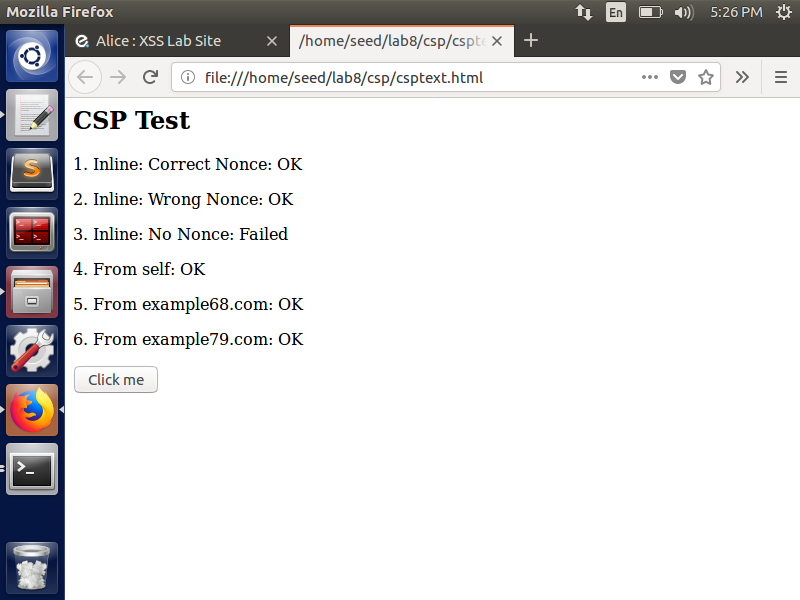 Mozilla Firefox
En
5:26 PM
Alice : XSS Lab Site
/home/seed/lab8/csp/cspte
file:///home/seed/lab8/csp/csptext.html
CSP Test
1. Inline: Correct Nonce: OK
2. Inline: Wrong Nonce: OK
3. Inline: No Nonce: Failed
4. From self: OK
5. From example68.com: OK
6. From example79.com: OK
Click me